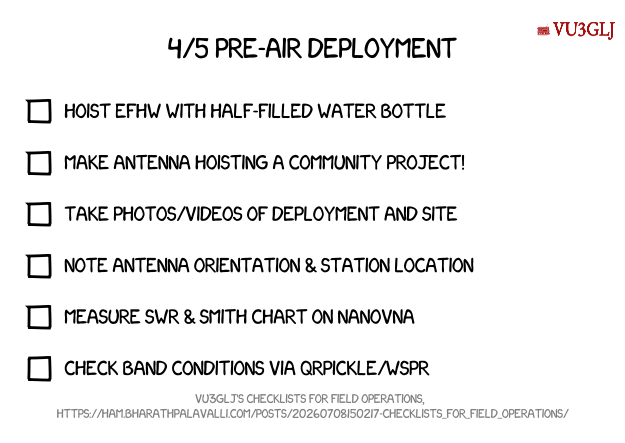 VU3GLJ
4/5 PRE-AIR DEPLOYMENT
HOIST EFHW WITH HALF-FILLED WATER BOTTLE
MAKE ANTENNA HOISTING A COMMUNITY PROJECT!
TAKE PHOTOS/VIDEOS OF DEPLOYMENT AND SITE
NOTE ANTENNA ORIENTATION & STATION LOCATION
MEASURE SWR & SMITH CHART ON NANOVNA
CHECK BAND CONDITIONS VIA QRPICKLE/WSPR
VU3GLJ'S CHECKLISTS FOR FIELD OPERATIONS,
HTTPS://HAM.BHARATHPALAVALLI.COM/POSTS/20260708150217-CHECKLISTS_FOR_FIELD_OPERATIONS/